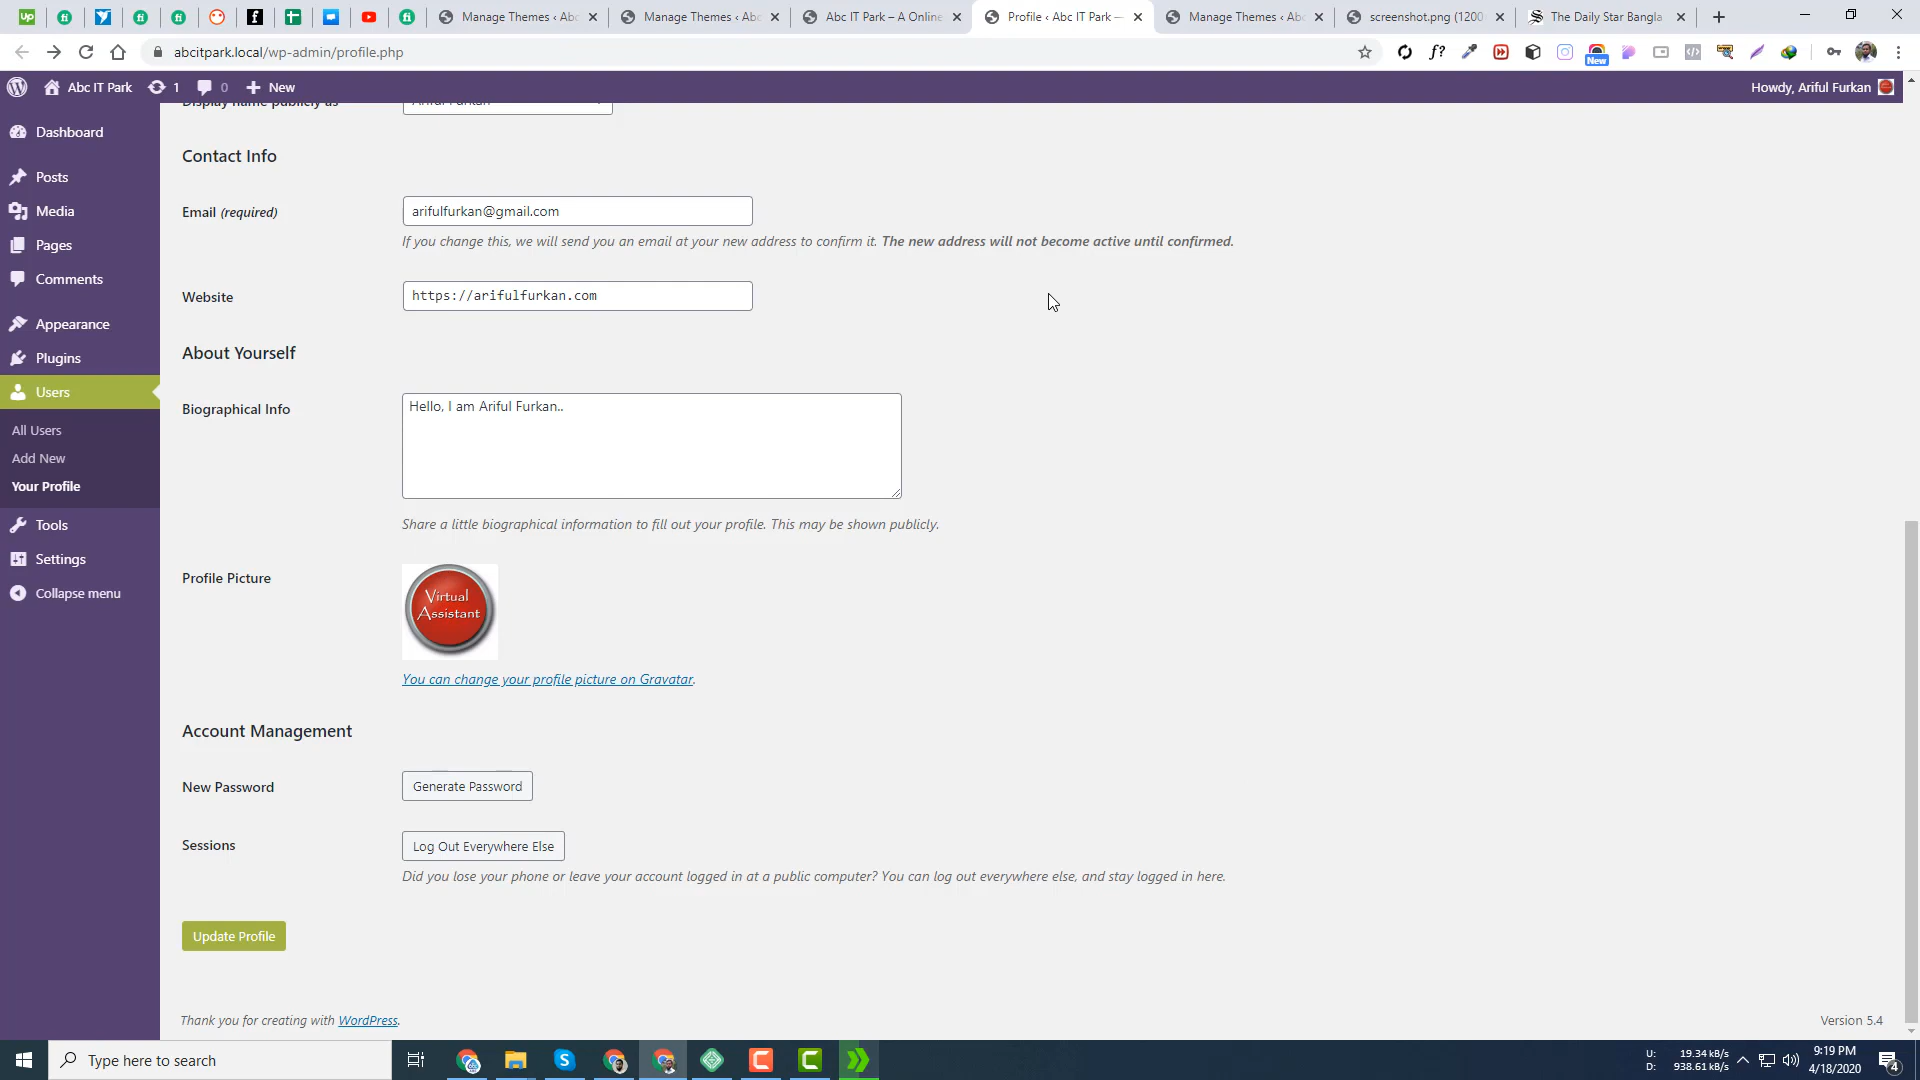 Manage Themes ‹ Abc
Manage Themes ‹ Abc
Abc IT Park – A Online
Profile ‹ Abc IT Park —
Manage Themes ‹ Abc
screenshot.png (1200
The Daily Star Bangla
abcitpark.local/wp-admin/profile.php
New
Abc IT Park
1
0
New
Howdy, Ariful Furkan
Display name publicly as
Ariful Furkan
Dashboard
Posts
Media
Pages
Comments
Appearance
Plugins
Users
All Users
Add New
Your Profile
Tools
Settings
Collapse menu
Contact Info
Email (required)
arifulfurkan@gmail.com
If you change this, we will send you an email at your new address to confirm it. The new address will not become active until confirmed.
Website
https://arifulfurkan.com
About Yourself
Biographical Info
Hello, I am Ariful Furkan..
Share a little biographical information to fill out your profile. This may be shown publicly.
Profile Picture
Virtual
Assistant
You can change your profile picture on Gravatar.
Account Management
New Password
Generate Password
Sessions
Log Out Everywhere Else
Did you lose your phone or leave your account logged in at a public computer? You can log out everywhere else, and stay logged in here.
Update Profile
Thank you for creating with WordPress.
Version 5.4
Type here to search
U: 19.34 kB/s
D: 938.61 kB/s
9:19 PM
4/18/2020
4